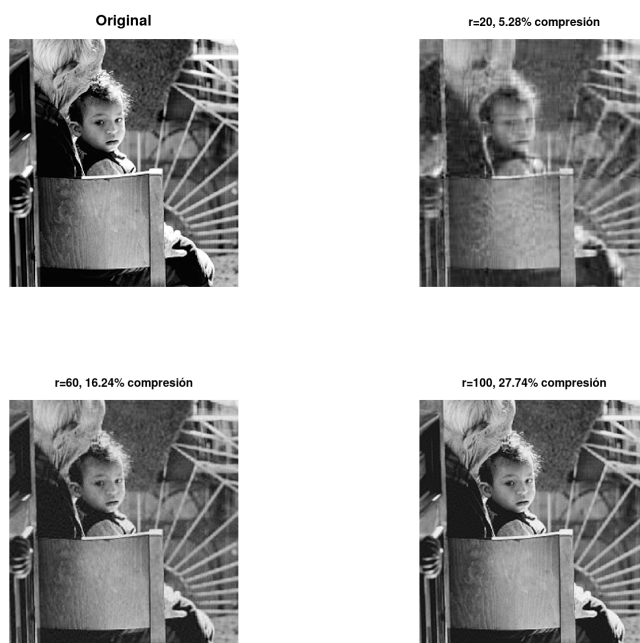 Original
r=20, 5.28% compresión
r=60, 16.24% compresión
r=100, 27.74% compresión